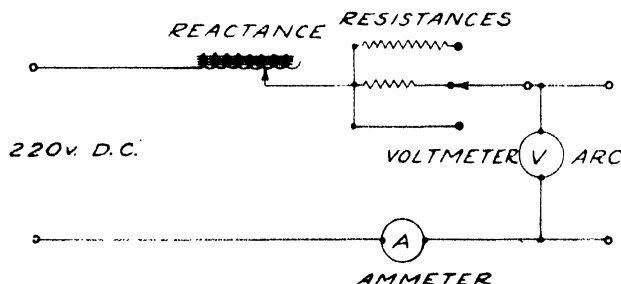 RESISTANCES
REACTANCE
220v. D.C.
VOLTMETER V ARC
A
AMMETER